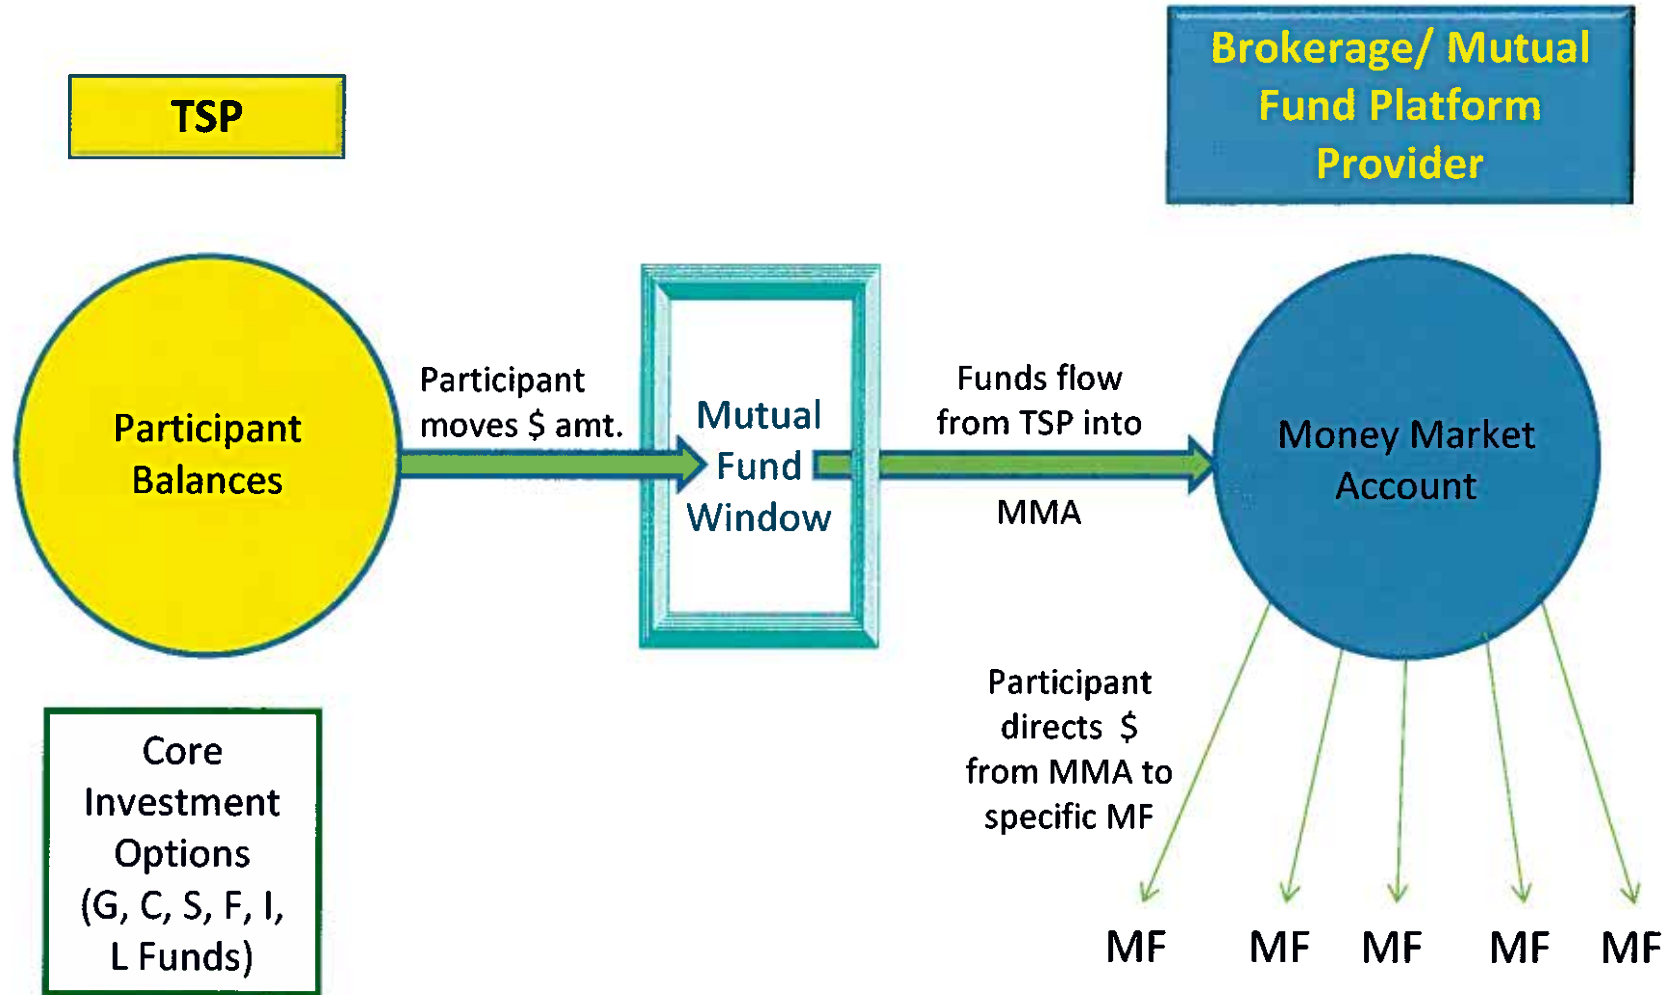 TSP
Brokerage/ Mutual
Fund Platform
Provider
Participant
Balances
Participant
moves $ amt.
Mutual
Fund
Window
Funds flow
from TSP into
MMA
Money Market
Account
Core
Investment
Options
(G, C, S, F, I,
L Funds)
Participant
directs $
from MMA to
specific MF
MF MF MF MF MF